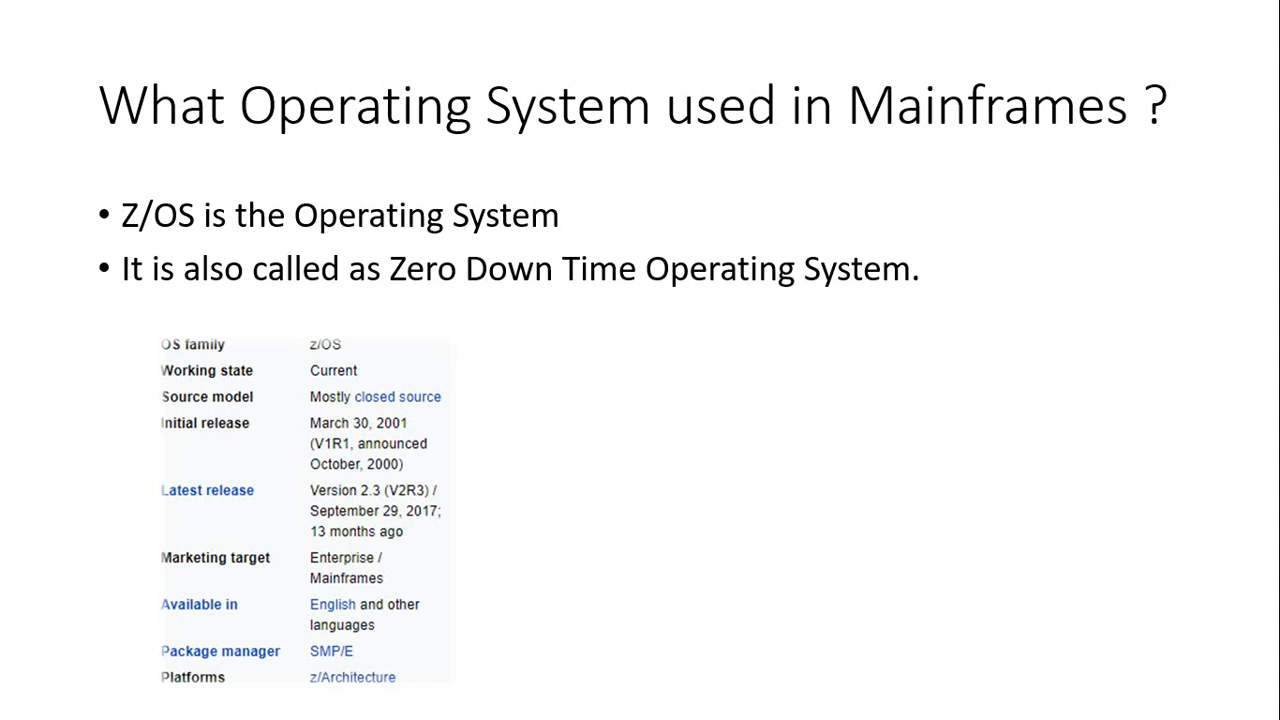 What Operating System used in Mainframes ?
• Z/OS is the Operating System
• It is also called as Zero Down Time Operating System.
OS family z/OS
Working state Current
Source model Mostly closed source
Initial release March 30, 2001
(V1R1, announced
October, 2000)
Latest release Version 2.3 (V2R3) /
September 29, 2017;
13 months ago
Marketing target Enterprise /
Mainframes
Available in English and other
languages
Package manager SMP/E
Platforms z/Architecture